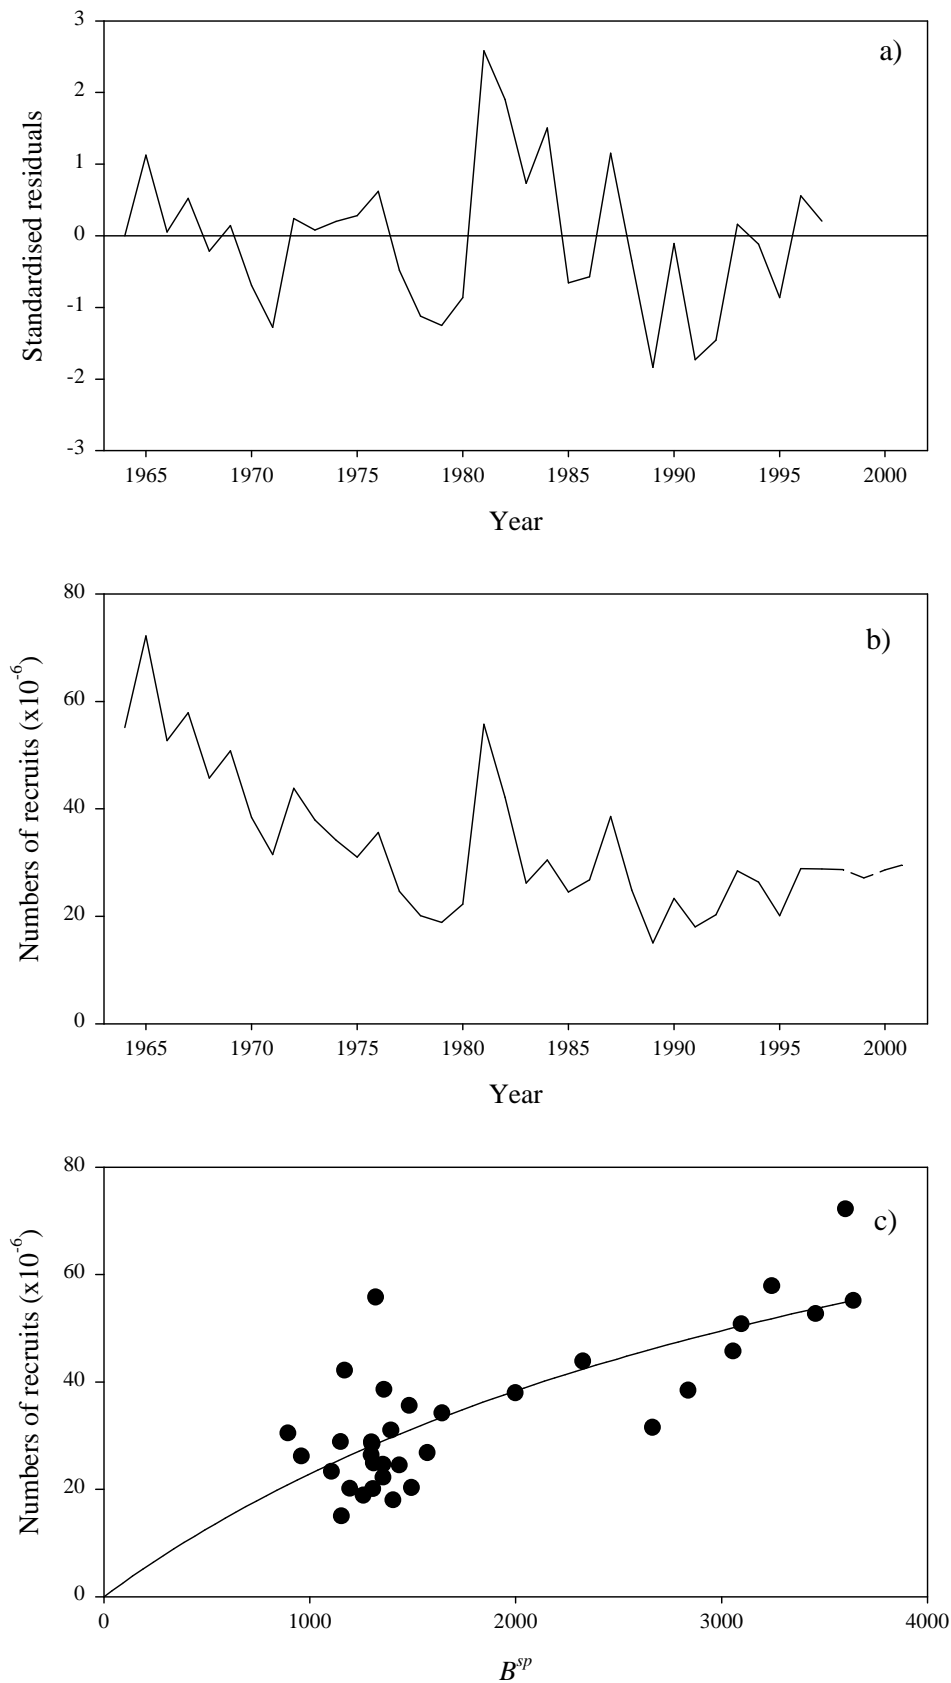 a)
Standardised residuals
3
2
1
0
-1
-2
-3
1965 1970 1975 1980 1985 1990 1995 2000
Year
b)
Numbers of recruits (x10⁻⁶)
80
60
40
20
0
1965 1970 1975 1980 1985 1990 1995 2000
Year
c)
Numbers of recruits (x10⁻⁶)
80
60
40
20
0
0 1000 2000 3000 4000
Bˢᵖ